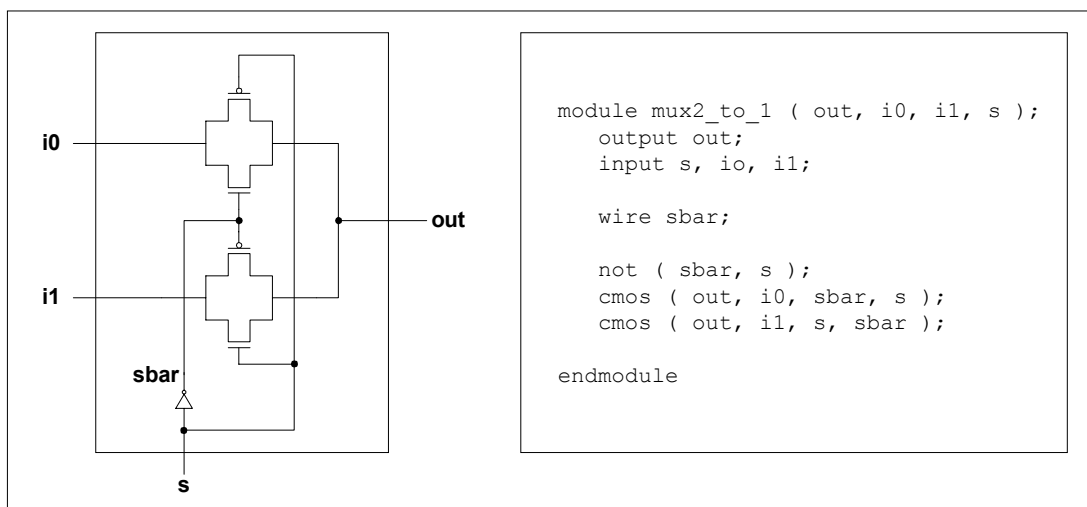 i0
i1
sbar
s
out
module mux2_to_1 ( out, i0, i1, s );
output out;
input s, io, i1;
wire sbar;
not ( sbar, s );
cmos ( out, i0, sbar, s );
cmos ( out, i1, s, sbar );
endmodule